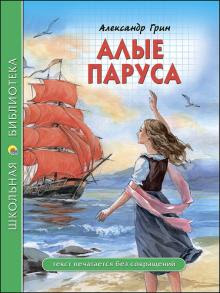 Александр Грин
АЛЫЕ
ПАРУСА
ШКОЛЬНАЯ БИБЛИОТЕКА
текст печатается без сокращений